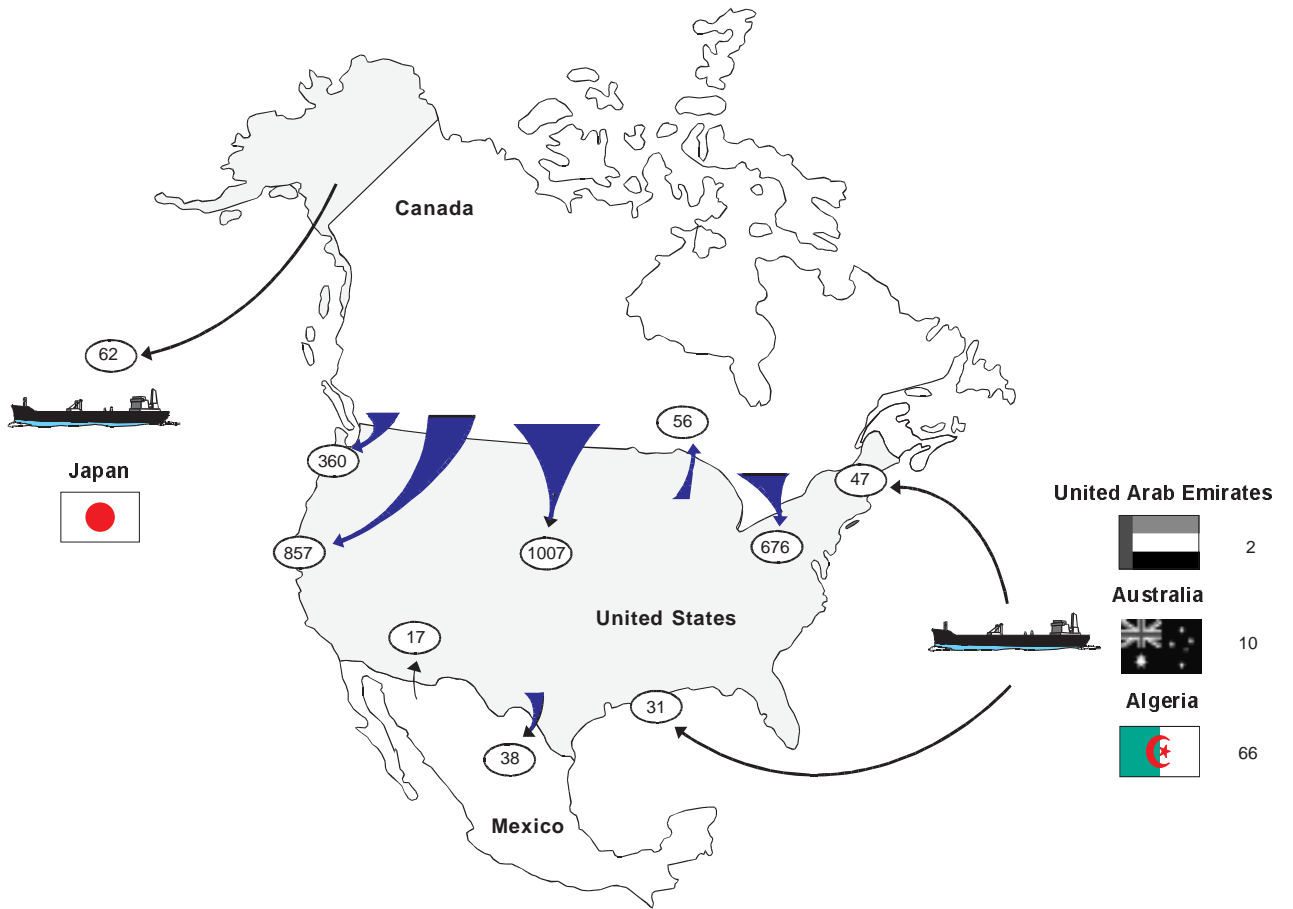 Canada
62
Japan
56
360
47
United Arab Emirates
2
857
1007
676
Australia
10
United States
17
31
Algeria
66
38
Mexico